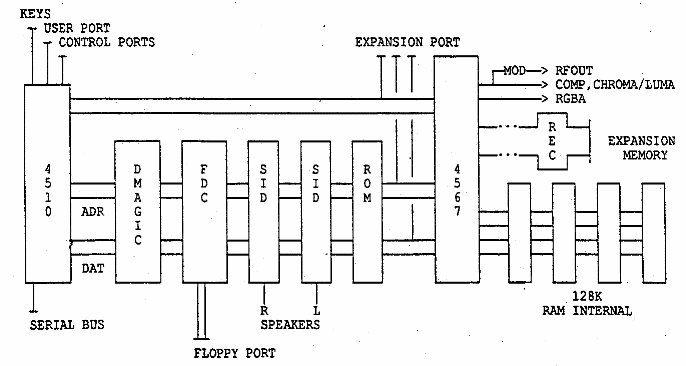 KEYS
USER PORT
CONTROL PORTS
EXPANSION PORT
MOD
RFOUT
COMP,CHROMA/LUMA
RGBA
REC
EXPANSION
MEMORY
4510
DMAGIC
FDC
SID
SID
ROM
4567
ADR
DAT
128K
RAM INTERNAL
SERIAL BUS
R
L
SPEAKERS
FLOPPY PORT